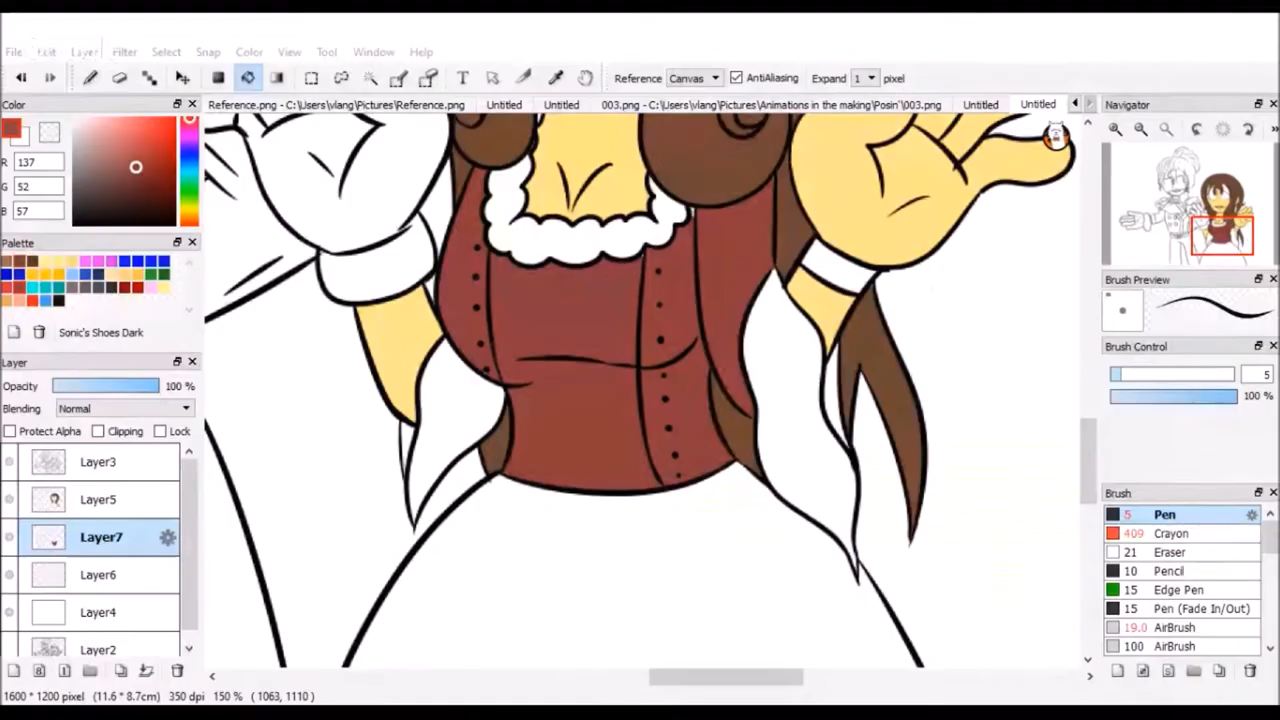 File Edit Layer Filter Select Snap Color View Tool Window Help
T Reference Canvas AntiAliasing Expand 1 pixel
Color
Reference.png - C:\Users\vlang\Pictures\Reference.png Untitled Untitled 003.png - C:\Users\vlang\Pictures\Animations in the making\Posin'\003.png Untitled Untitled
Navigator
R 137
G 52
B 57
Palette
Sonic's Shoes Dark
Layer
Opacity 100 %
Blending Normal
Protect Alpha Clipping Lock
Layer3
Layer5
Layer7
Layer6
Layer4
Layer2
Brush Preview
Brush Control
5
100 %
Brush
5 Pen
409 Crayon
21 Eraser
10 Pencil
15 Edge Pen
15 Pen (Fade In/Out)
19.0 AirBrush
100 AirBrush
1600 * 1200 pixel (11.6 * 8.7cm) 350 dpi 150 % ( 1063, 1110 )